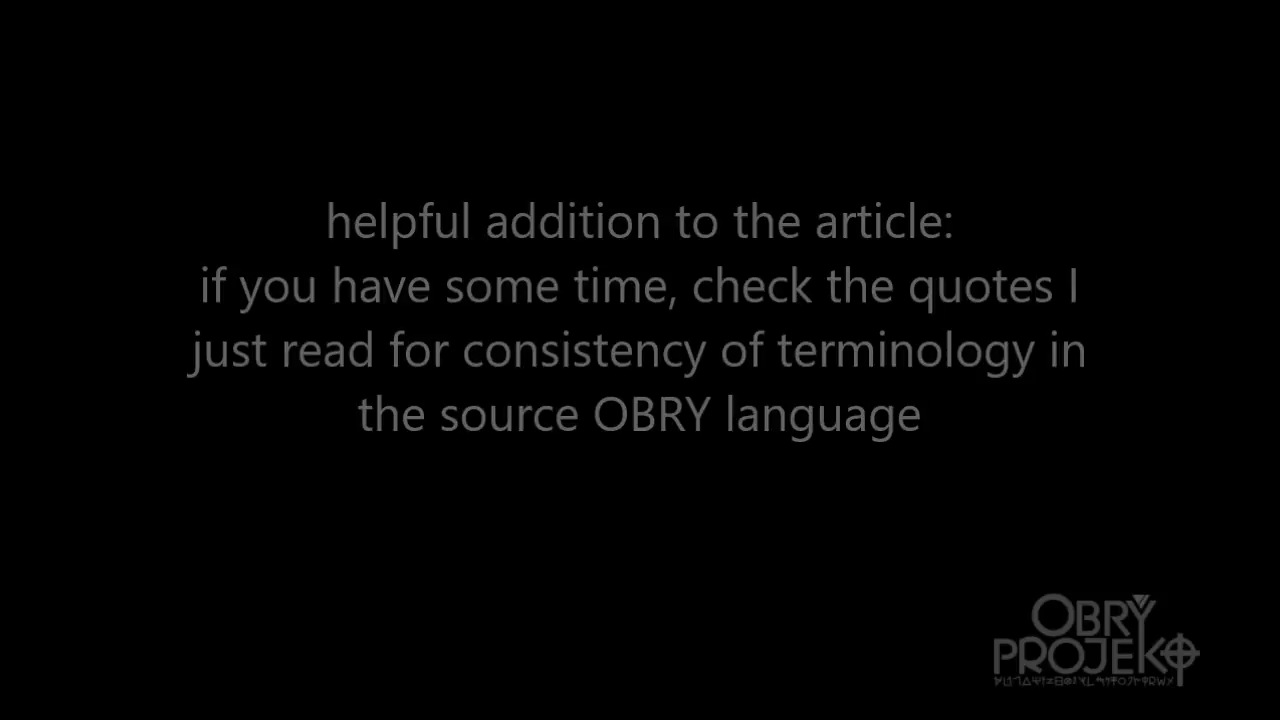 helpful addition to the article:
if you have some time, check the quotes I
just read for consistency of terminology in
the source OBRY language
OBRY
PROJEKT